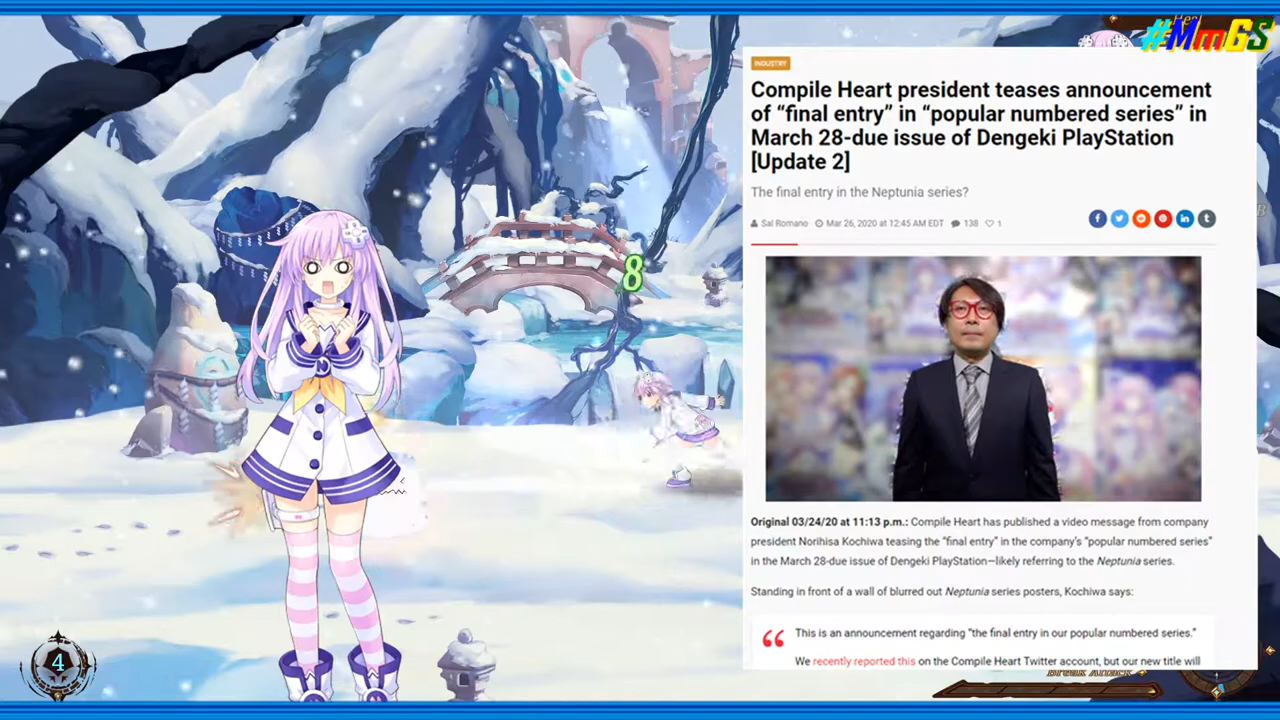 #MmGS
INDUSTRY
Compile Heart president teases announcement
of “final entry” in “popular numbered series” in
March 28-due issue of Dengeki PlayStation
[Update 2]
The final entry in the Neptunia series?
Sal Romano Mar 26, 2020 at 12:45 AM EDT 138 1
8
Original 03/24/20 at 11:13 p.m.: Compile Heart has published a video message from company
president Norihisa Kochiwa teasing the “final entry” in the company’s “popular numbered series”
in the March 28-due issue of Dengeki PlayStation—likely referring to the Neptunia series.
Standing in front of a wall of blurred out Neptunia series posters, Kochiwa says:
“ This is an announcement regarding “the final entry in our popular numbered series.”
We recently reported this on the Compile Heart Twitter account, but our new title will
4